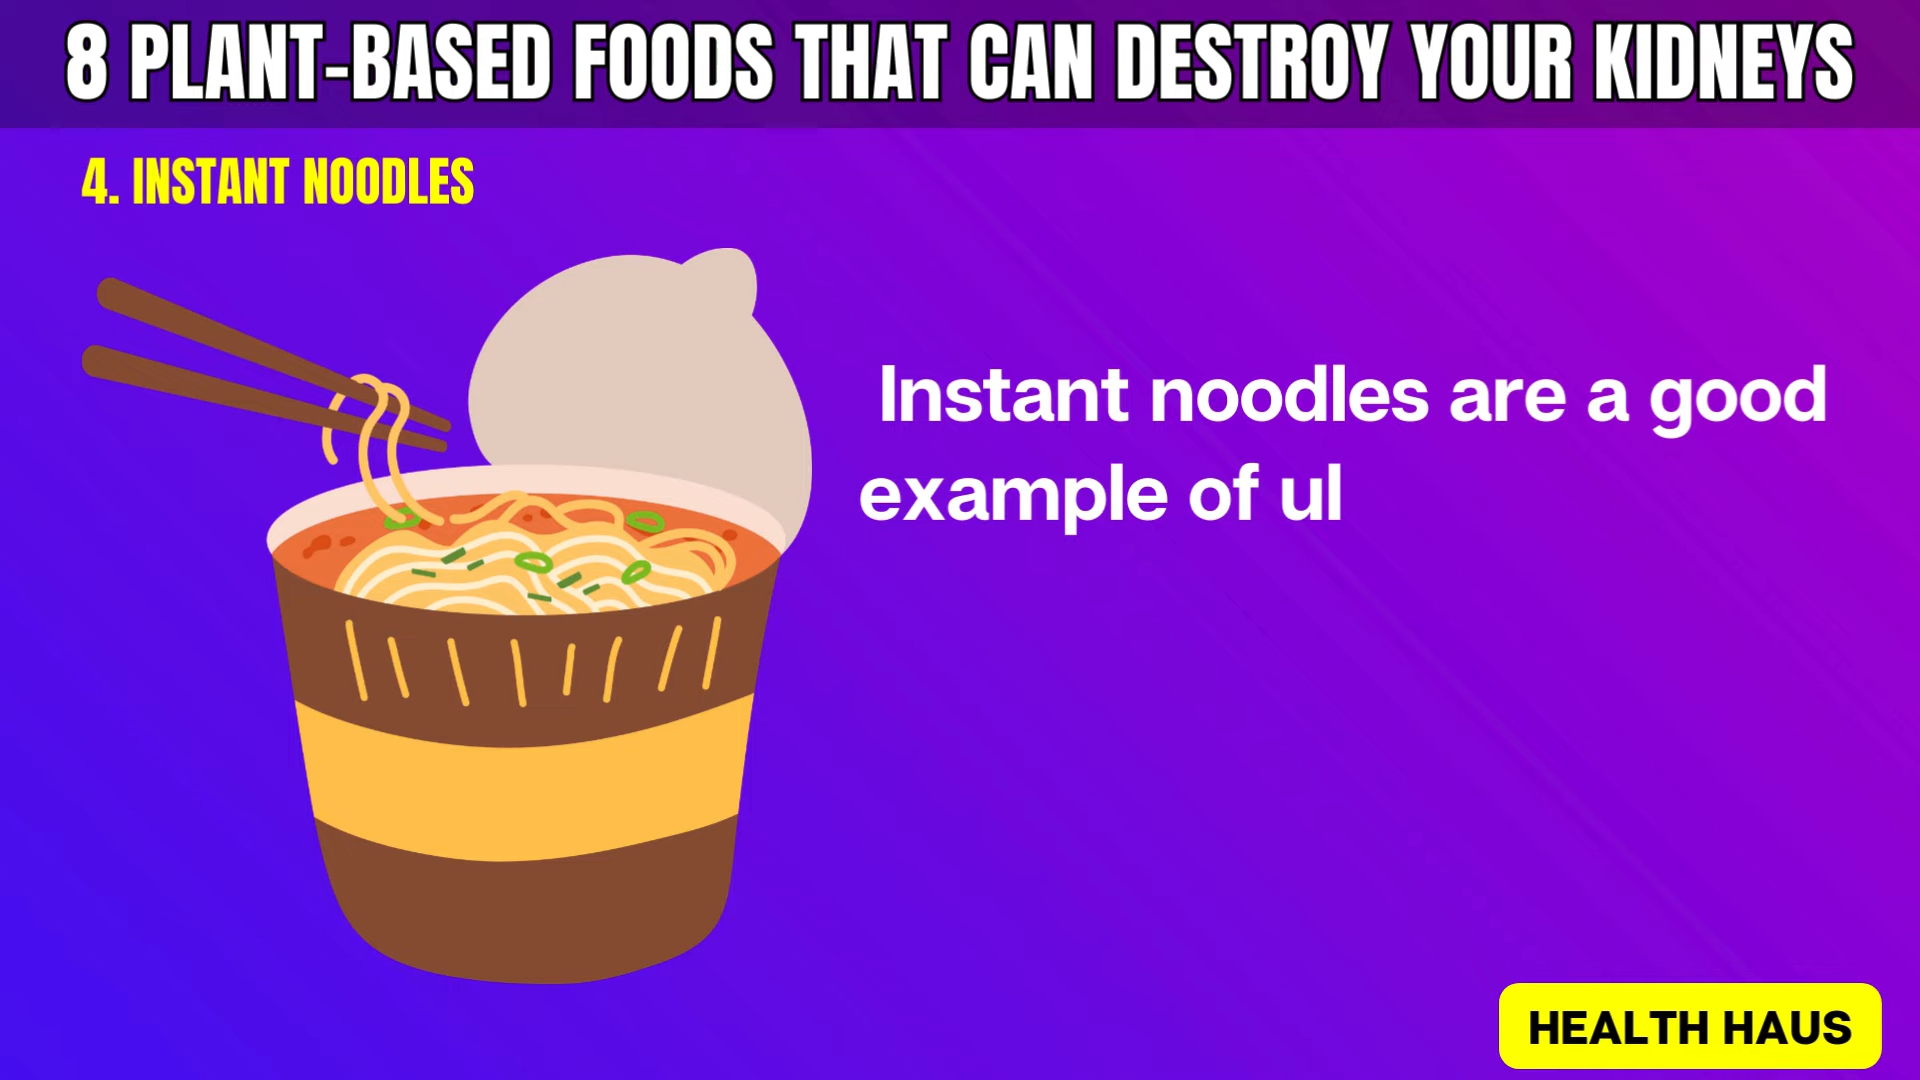 8 PLANT-BASED FOODS THAT CAN DESTROY YOUR KIDNEYS
4. INSTANT NOODLES
Instant noodles are a good
example of ul
HEALTH HAUS